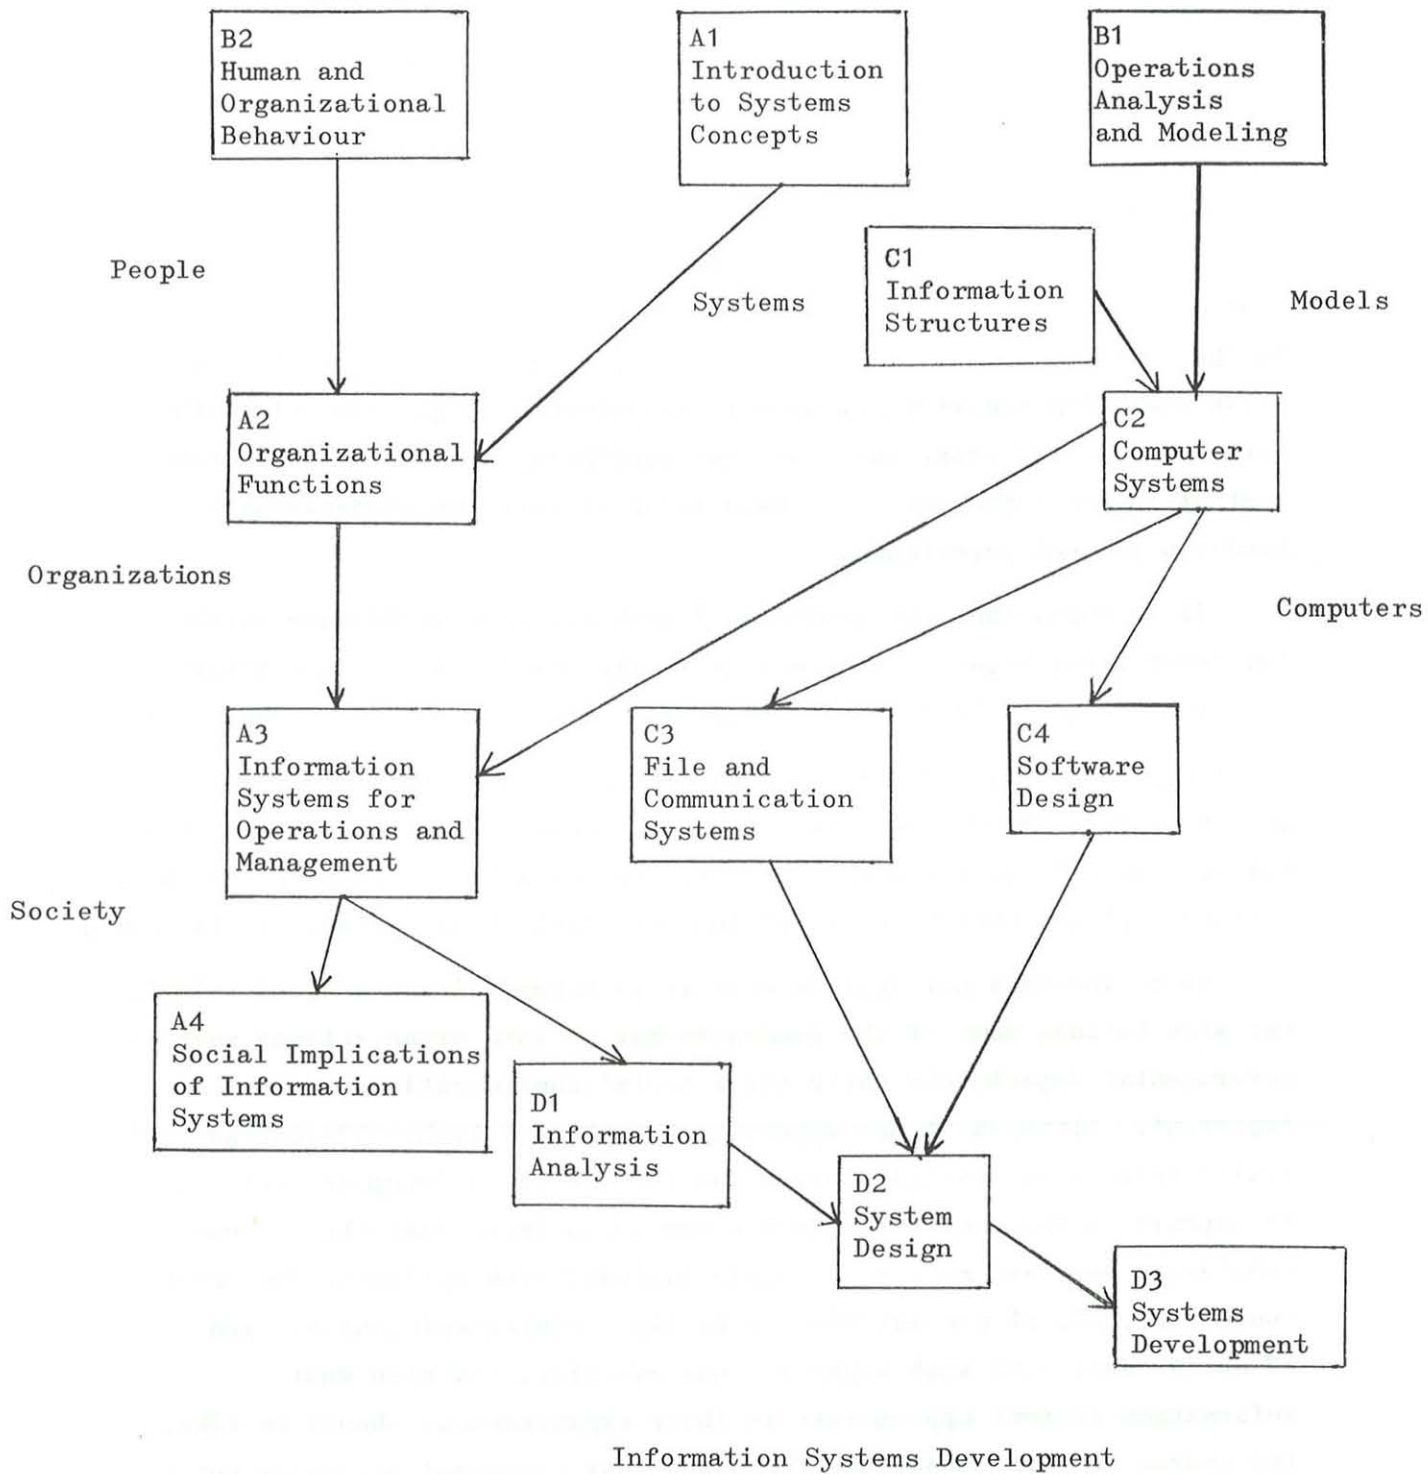 B2
Human and
Organizational
Behaviour
A1
Introduction
to Systems
Concepts
B1
Operations
Analysis
and Modeling
People
Systems
C1
Information
Structures
Models
A2
Organizational
Functions
C2
Computer
Systems
Organizations
Computers
A3
Information
Systems for
Operations and
Management
C3
File and
Communication
Systems
C4
Software
Design
Society
A4
Social Implications
of Information
Systems
D1
Information
Analysis
D2
System
Design
D3
Systems
Development
Information Systems Development